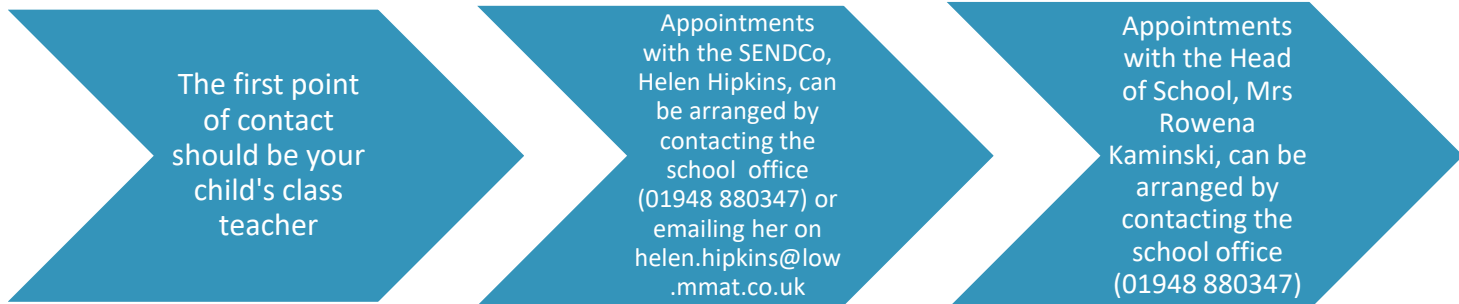 The first point
of contact
should be your
child's class
teacher
Appointments
with the SENDCo,
Helen Hipkins, can
be arranged by
contacting the
school  office
(01948 880347) or
emailing her on
helen.hipkins@low
.mmat.co.uk
Appointments
with the Head
of School, Mrs
Rowena
Kaminski, can be
arranged by
contacting the
school office
(01948 880347)